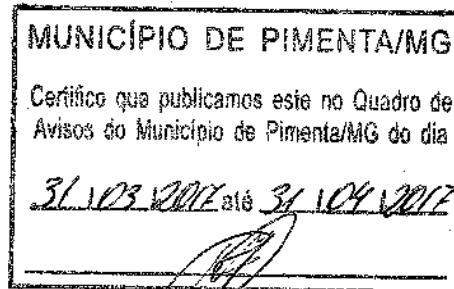 MUNICÍPIO DE PIMENTA/MG
Certifico que publicamos este no Quadro de
Avisos do Município de Pimenta/MG do dia
31/03/2017 até 31/04/2017